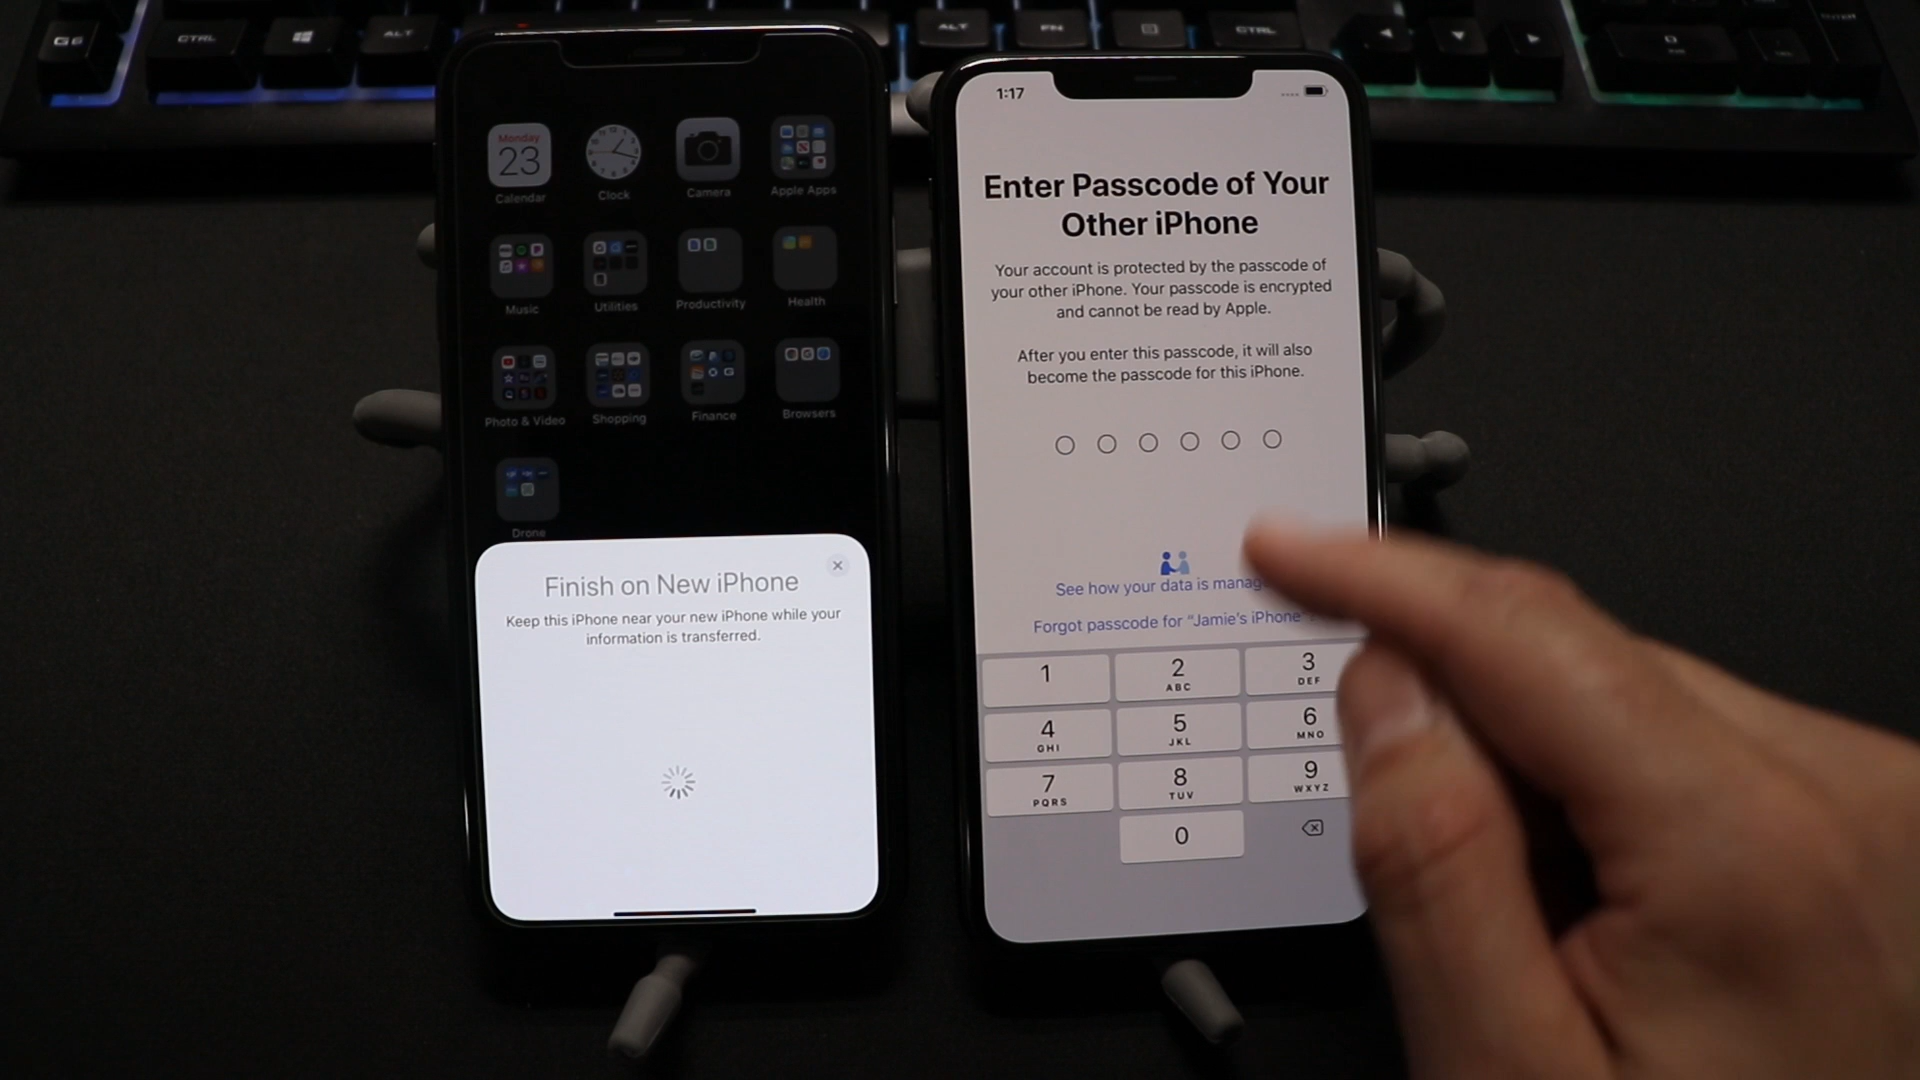 G6
CTRL
ALT
ALT
FN
CTRL
0
Monday
23
Calendar
Clock
Camera
Apple Apps
Music
Utilities
Productivity
Health
Photo & Video
Shopping
Finance
Browsers
Drone
Finish on New iPhone
Keep this iPhone near your new iPhone while your
information is transferred.
1:17
Enter Passcode of Your
Other iPhone
Your account is protected by the passcode of
your other iPhone. Your passcode is encrypted
and cannot be read by Apple.
After you enter this passcode, it will also
become the passcode for this iPhone.
See how your data is manage
Forgot passcode for “Jamie's iPhone”?
1
2
ABC
3
DEF
4
GHI
5
JKL
6
MNO
7
PQRS
8
TUV
9
WXYZ
0